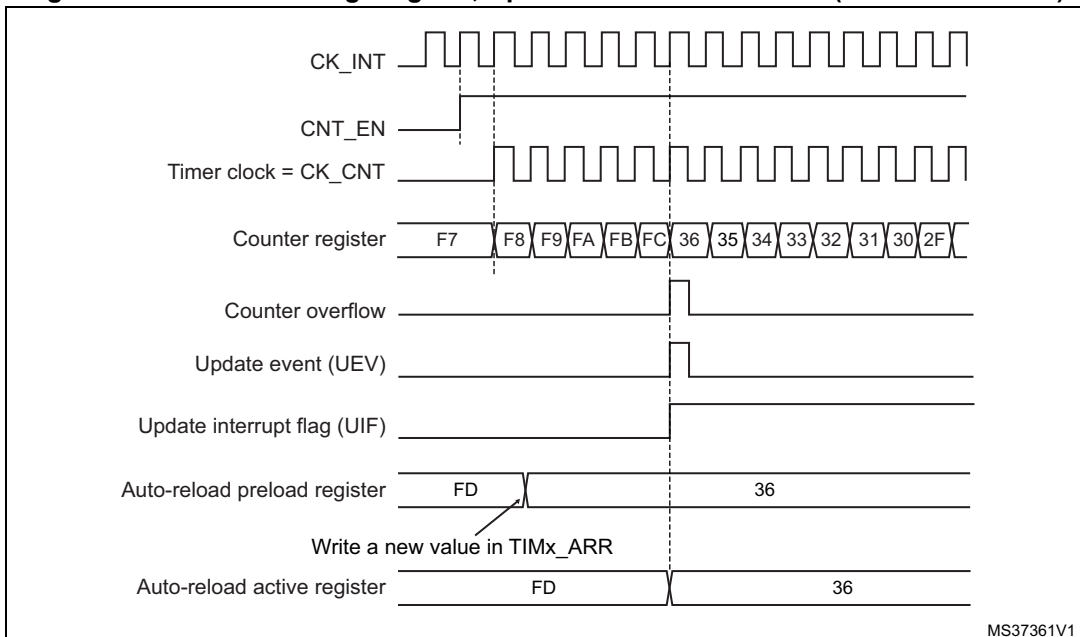 CK_INT
CNT_EN
Timer clock = CK_CNT
Counter register F7 F8 F9 FA FB FC 36 35 34 33 32 31 30 2F
Counter overflow
Update event (UEV)
Update interrupt flag (UIF)
Auto-reload preload register FD 36
Write a new value in TIMx_ARR
Auto-reload active register FD 36
MS37361V1